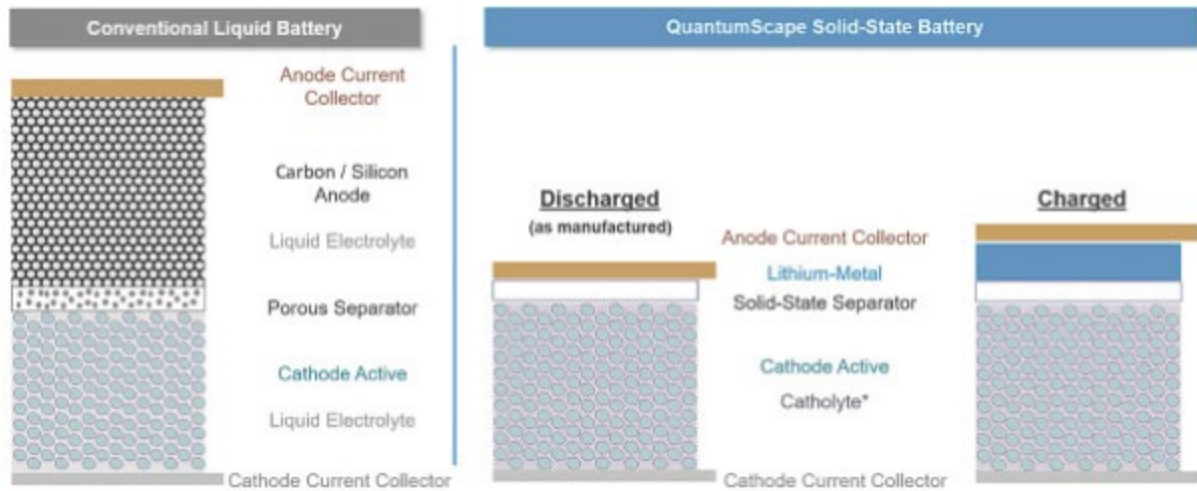 Conventional Liquid Battery
QuantumScape Solid-State Battery
Anode Current
Collector
Carbon / Silicon
Anode
Liquid Electrolyte
Porous Separator
Cathode Active
Liquid Electrolyte
Cathode Current Collector
Discharged
(as manufactured)
Charged
Anode Current Collector
Lithium-Metal
Solid-State Separator
Cathode Active
Catholyte*
Cathode Current Collector